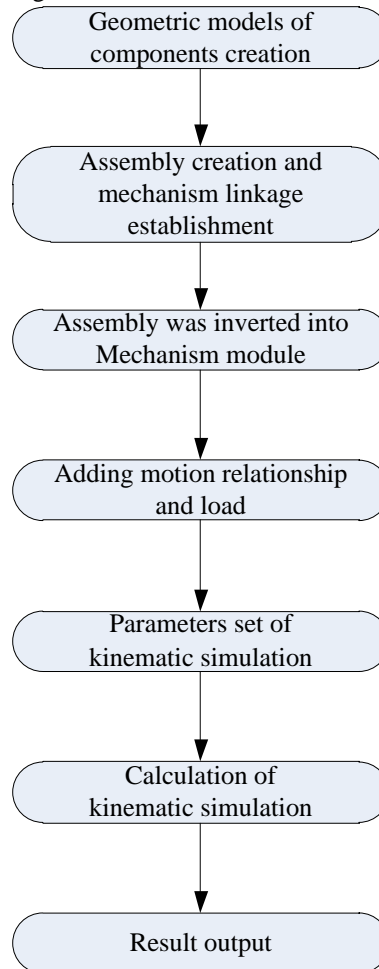 Geometric models of
components creation
Assembly creation and
mechanism linkage
establishment
Assembly was inverted into
Mechanism module
Adding motion relationship
and load
Parameters set of
kinematic simulation
Calculation of
kinematic simulation
Result output